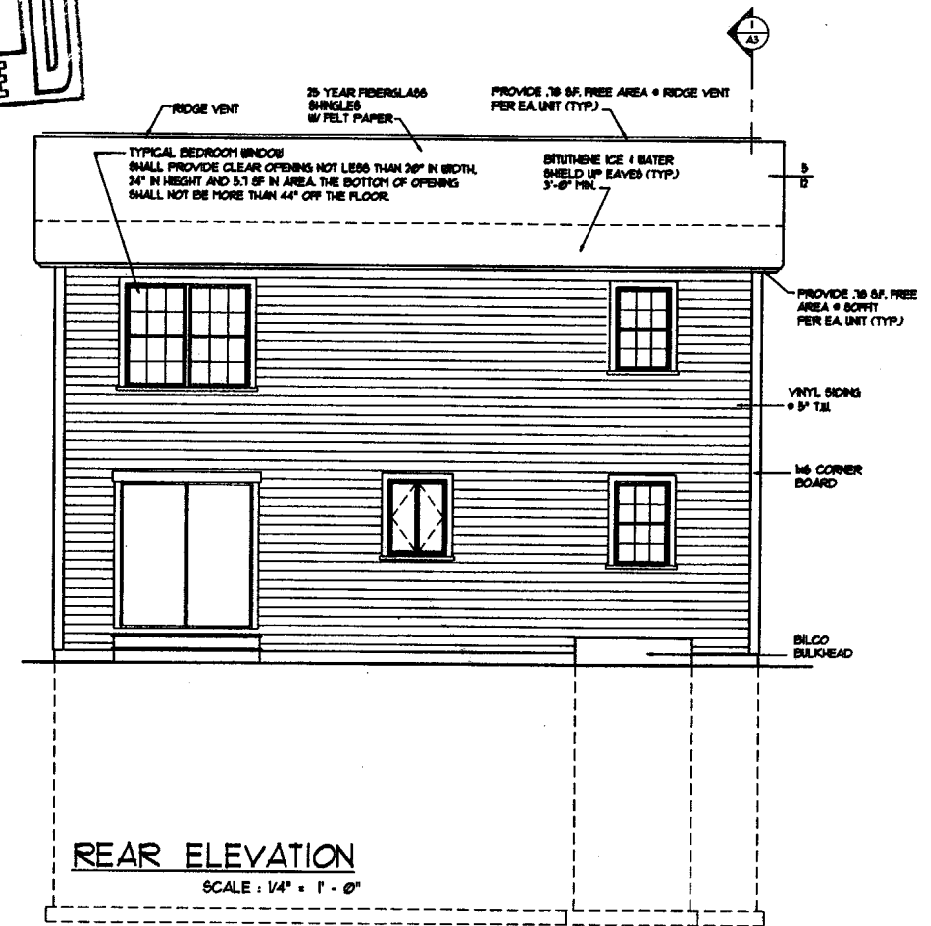 A3
RIDGE VENT
25 YEAR FIBERGLASS
SHINGLES
W/ FELT PAPER
PROVIDE .78 SF. FREE AREA @ RIDGE VENT
PER EA. UNIT (TYP.)
TYPICAL BEDROOM WINDOW
SHALL PROVIDE CLEAR OPENING NOT LESS THAN 20" IN WIDTH,
24" IN HEIGHT AND 5.7 SF IN AREA. THE BOTTOM OF OPENING
SHALL NOT BE MORE THAN 44" OFF THE FLOOR.
BITUTHENE ICE & WATER
SHIELD UP EAVES (TYP.)
3'-0" MIN.
5
12
PROVIDE .78 S.F. FREE
AREA @ SOFFIT
PER EA. UNIT (TYP.)
VINYL SIDING
@ 5" T.W.
1x6 CORNER
BOARD
BILCO
BULKHEAD
REAR ELEVATION
SCALE : 1/4" = 1' - 0"